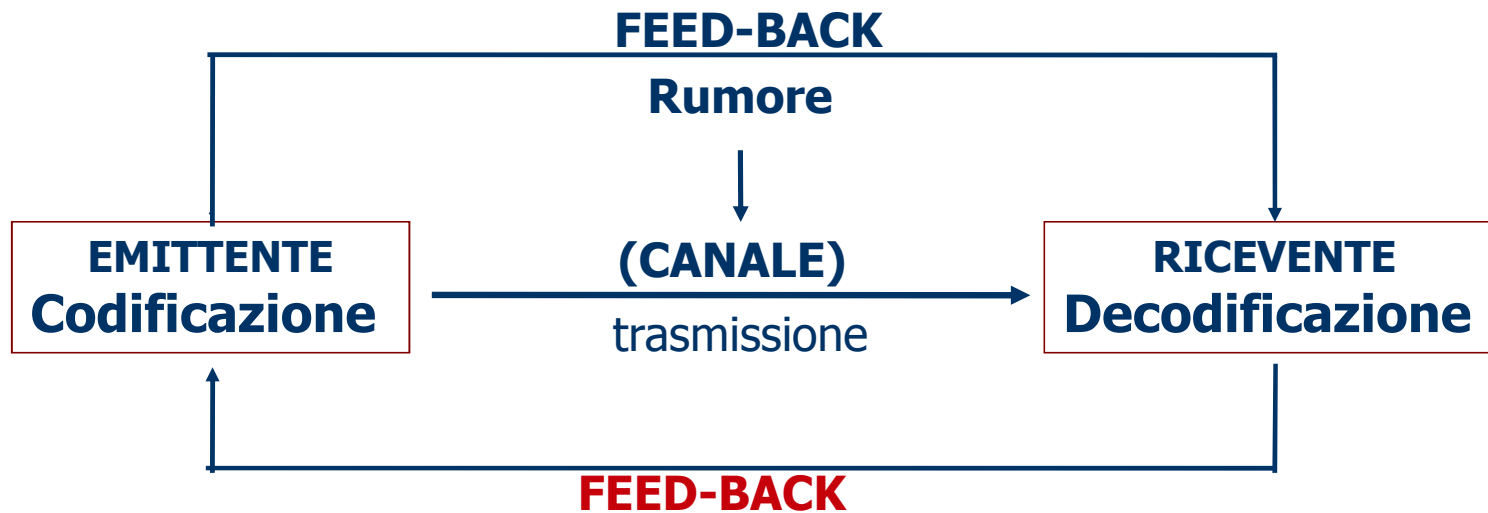 FEED-BACK
Rumore
EMITTENTE
Codificazione
(CANALE)
trasmissione
RICEVENTE
Decodificazione
FEED-BACK